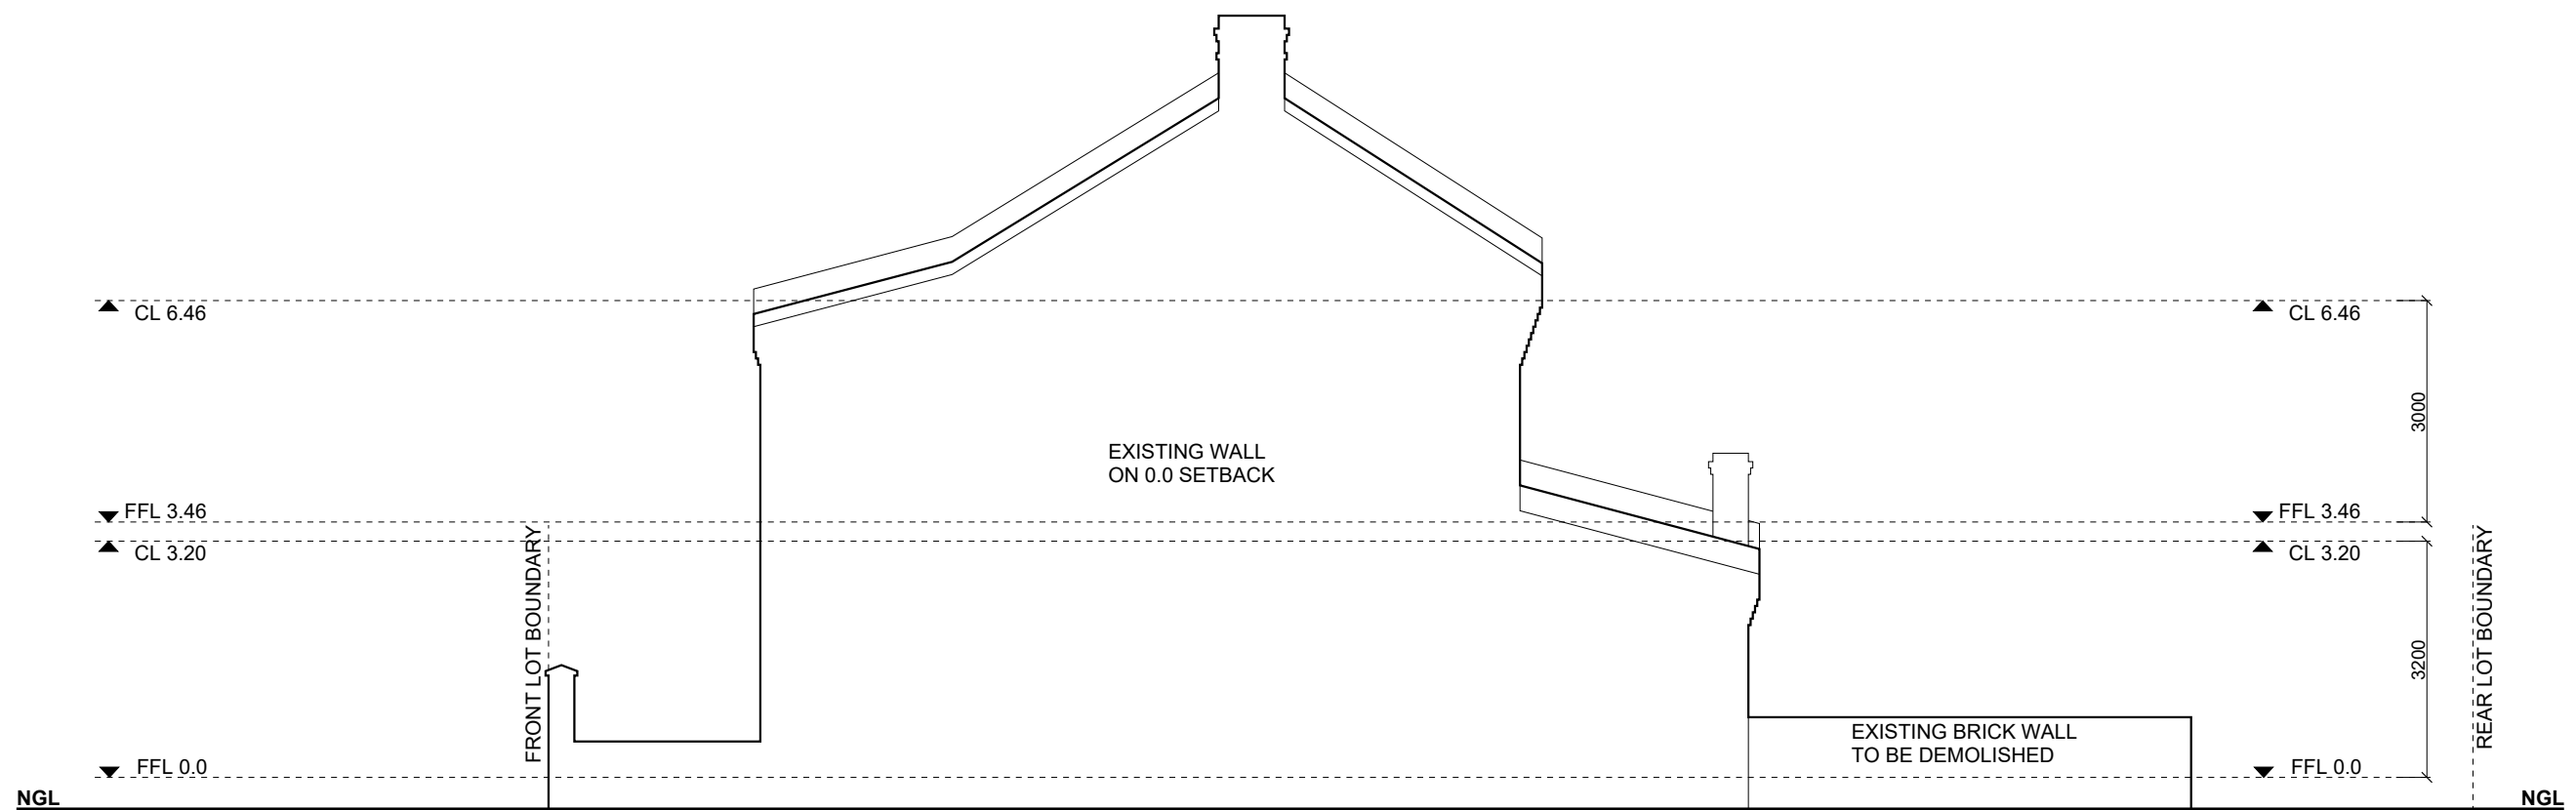 CL 6.46
CL 6.46
3000
EXISTING WALL
ON 0.0 SETBACK
FFL 3.46
FFL 3.46
CL 3.20
CL 3.20
FRONT LOT BOUNDARY
3200
REAR LOT BOUNDARY
EXISTING BRICK WALL
TO BE DEMOLISHED
FFL 0.0
FFL 0.0
NGL
NGL